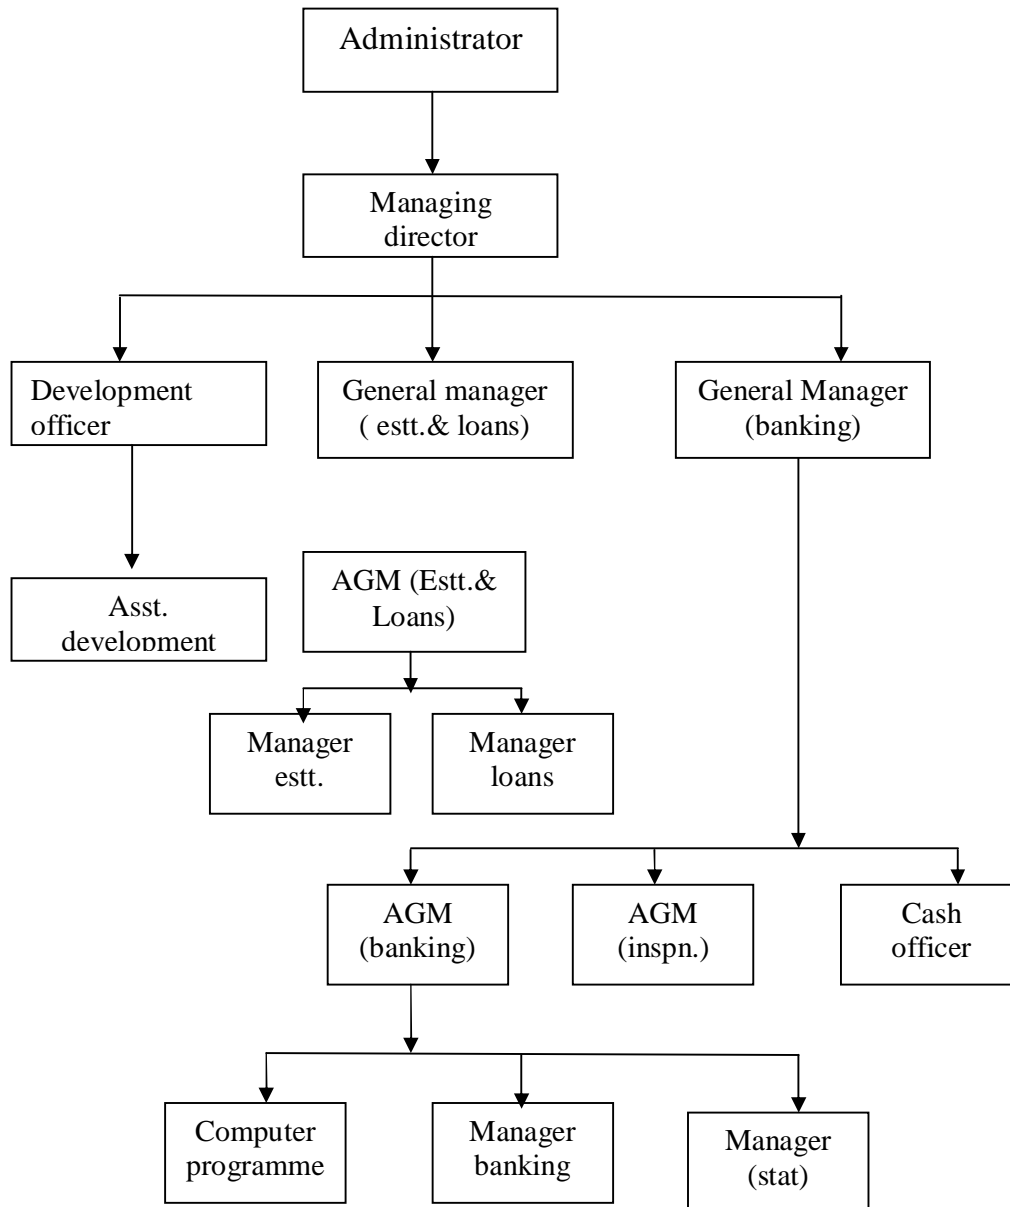 Administrator
Managing
director
Development
officer
General manager
( estt.& loans)
General Manager
(banking)
Asst.
development
AGM (Estt.&
Loans)
Manager
estt.
Manager
loans
AGM
(banking)
AGM
(inspn.)
Cash
officer
Computer
programme
Manager
banking
Manager
(stat)